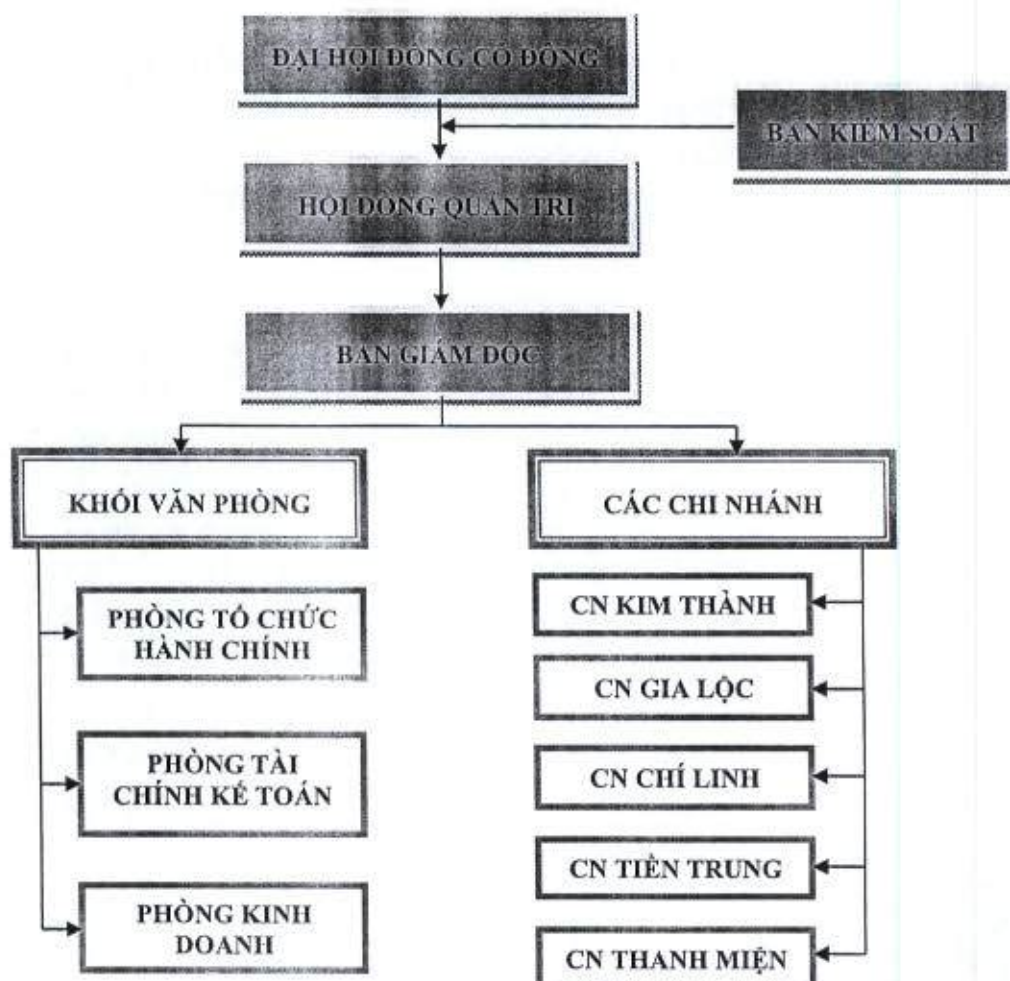 ĐẠI HỘI ĐỒNG CỔ ĐÔNG
BAN KIỂM SOÁT
HỘI ĐỒNG QUẢN TRỊ
BAN GIÁM ĐỐC
KHỐI VĂN PHÒNG
PHÒNG TỔ CHỨC
HÀNH CHÍNH
PHÒNG TÀI
CHÍNH KẾ TOÁN
PHÒNG KINH
DOANH
CÁC CHI NHÁNH
CN KIM THÀNH
CN GIA LỘC
CN CHÍ LINH
CN TIỀN TRUNG
CN THANH MIỆN